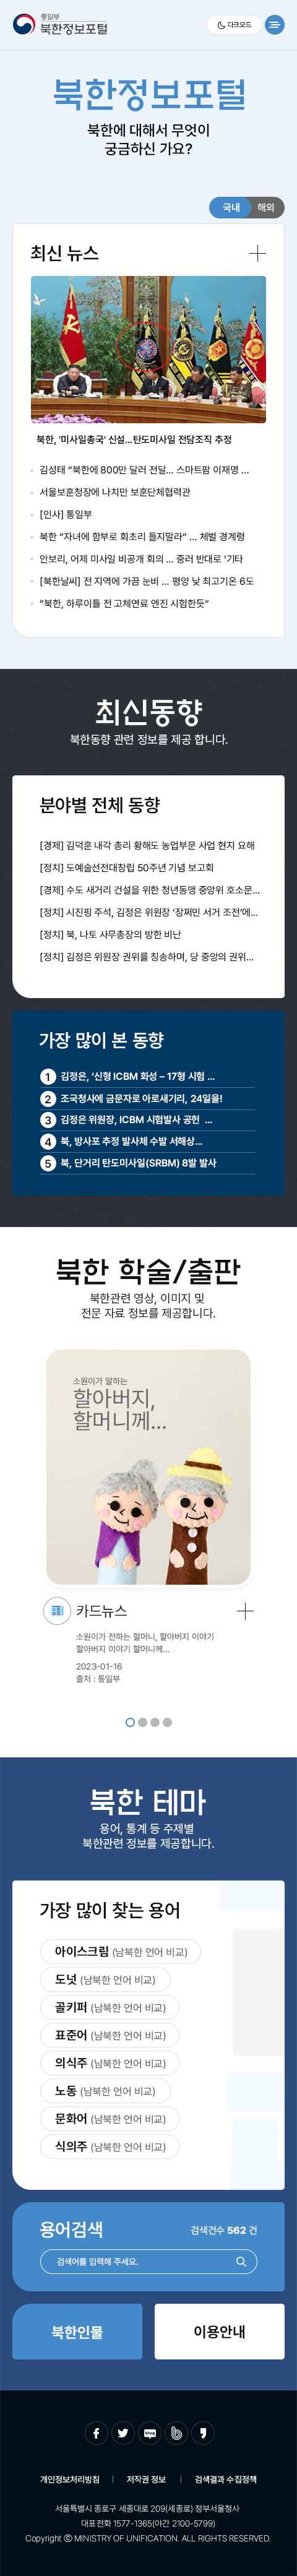 통일부
북한정보포털
다크모드
북한정보포털
북한에 대해서 무엇이
궁금하신 가요?
국내 해외
최신 뉴스
북한, '미사일총국' 신설...탄도미사일 전담조직 추정
김성태 “북한에 800만 달러 전달... 스마트팜 이재명 ...
서울보훈청장에 나치만 보훈단체협력관
[인사] 통일부
북한 “자녀에 함부로 회초리 들지말라” ... 체벌 경계령
안보리, 어제 미사일 비공개 회의 ... 중러 반대로 ‘기타
[북한날씨] 전 지역에 가끔 눈비 ... 평앙 낮 최고기온 6도
“북한, 하루이틀 전 고체연료 엔진 시험한듯”
최신동향
북한동향 관련 정보를 제공 합니다.
분야별 전체 동향
[경제] 김덕훈 내각 총리 황해도 농업부문 사업 현지 요해
[정치] 도예술선전대창립 50주년 기념 보고회
[경제] 수도 새거리 건설을 위한 청년동맹 중앙위 호소문...
[정치] 시진핑 주석, 김정은 위원장 ‘장쩌민 서거 조전’에...
[정치] 북, 나토 사무총장의 방한 비난
[정치] 김정은 위원장 권위를 칭송하며, 당 중앙의 권위...
가장 많이 본 동향
1 김정은, ‘신형 ICBM 화성 – 17형 시험 ...
2 조국청사에 금문자로 아로새기리, 24일을!
3 김정은 위원장, ICBM 시험발사 공헌 ...
4 북, 방사포 추정 발사체 수발 서해상...
5 북, 단거리 탄도미사일(SRBM) 8발 발사
북한 학술/출판
북한관련 영상, 이미지 및
전문 자료 정보를 제공합니다.
소원이가 말하는
할아버지,
할머니께...
카드뉴스
소원이가 전하는 할머니, 할아버지 이야기
할아버지 이야기 할머니께...
2023-01-16
출처 : 통일부
북한 테마
용어, 통계 등 주제별
북한관련 정보를 제공합니다.
가장 많이 찾는 용어
아이스크림 (남북한 언어 비교)
도넛 (남북한 언어 비교)
골키퍼 (남북한 언어 비교)
표준어 (남북한 언어 비교)
의식주 (남북한 언어 비교)
노동 (남북한 언어 비교)
문화어 (남북한 언어 비교)
식의주 (남북한 언어 비교)
용어검색 검색건수 562 건
검색어를 입력해 주세요.
북한인물 이용안내
blog
개인정보처리방침 | 저작권 정보 | 검색결과 수집정책
서울특별시 종로구 세종대로 209(세종로) 정부서울청사
대표전화 1577-1365(야간 2100-5799)
Copyright ⓒ MINISTRY OF UNIFICATION. ALL RIGHTS RESERVED.